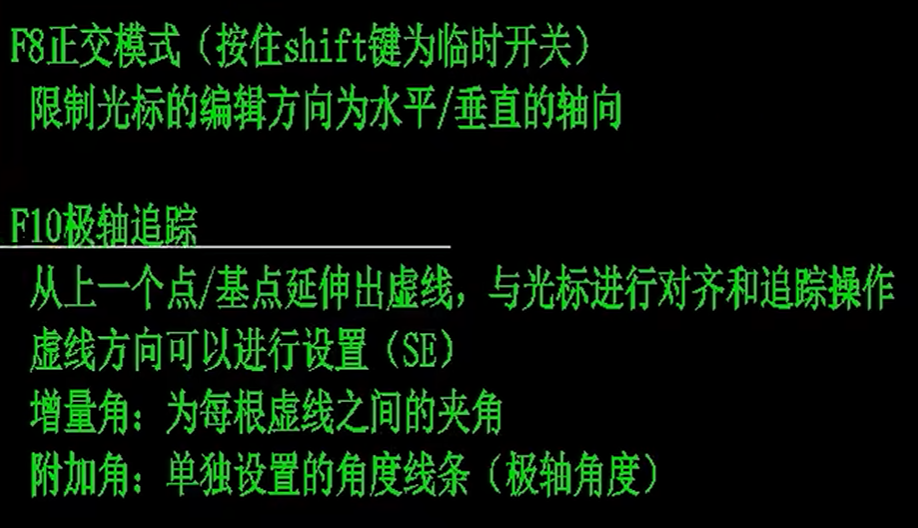 F8正交模式（按住shift键为临时开关）
限制光标的编辑方向为水平/垂直的轴向
F10极轴追踪
从上一个点/基点延伸出虚线，与光标进行对齐和追踪操作
虚线方向可以进行设置（SE）
增量角：为每根虚线之间的夹角
附加角：单独设置的角度线条（极轴角度）